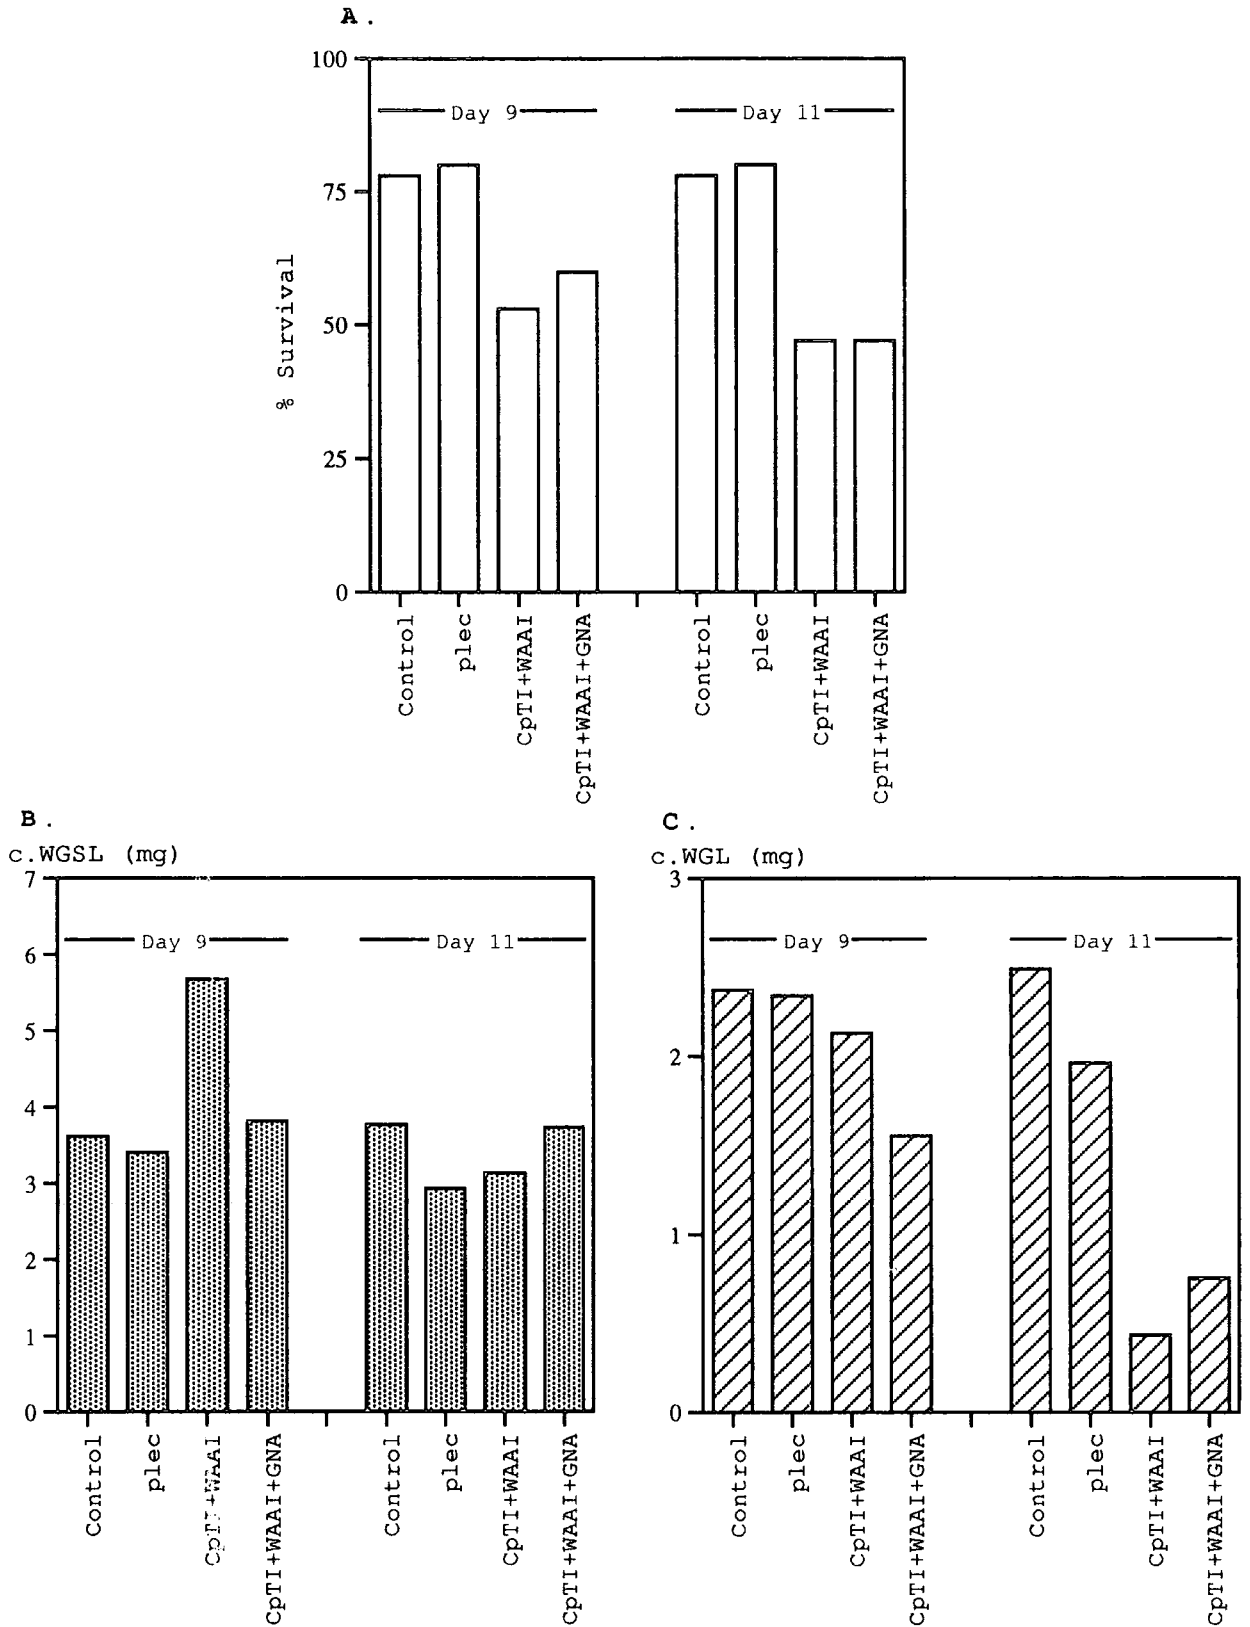 A.
100
Day 9 Day 11
75
50
25
0
% Survival
Control
plec
CpTI+WAAI
CpTI+WAAI+GNA
Control
plec
CpTI+WAAI
CpTI+WAAI+GNA
B.
c.WGSL (mg)
7
Day 9 Day 11
6
5
4
3
2
1
0
Control
plec
CpTI+WAAI
CpTI+WAAI+GNA
Control
plec
CpTI+WAAI
CpTI+WAAI+GNA
C.
c.WGL (mg)
3
Day 9 Day 11
2
1
0
Control
plec
CpTI+WAAI
CpTI+WAAI+GNA
Control
plec
CpTI+WAAI
CpTI+WAAI+GNA